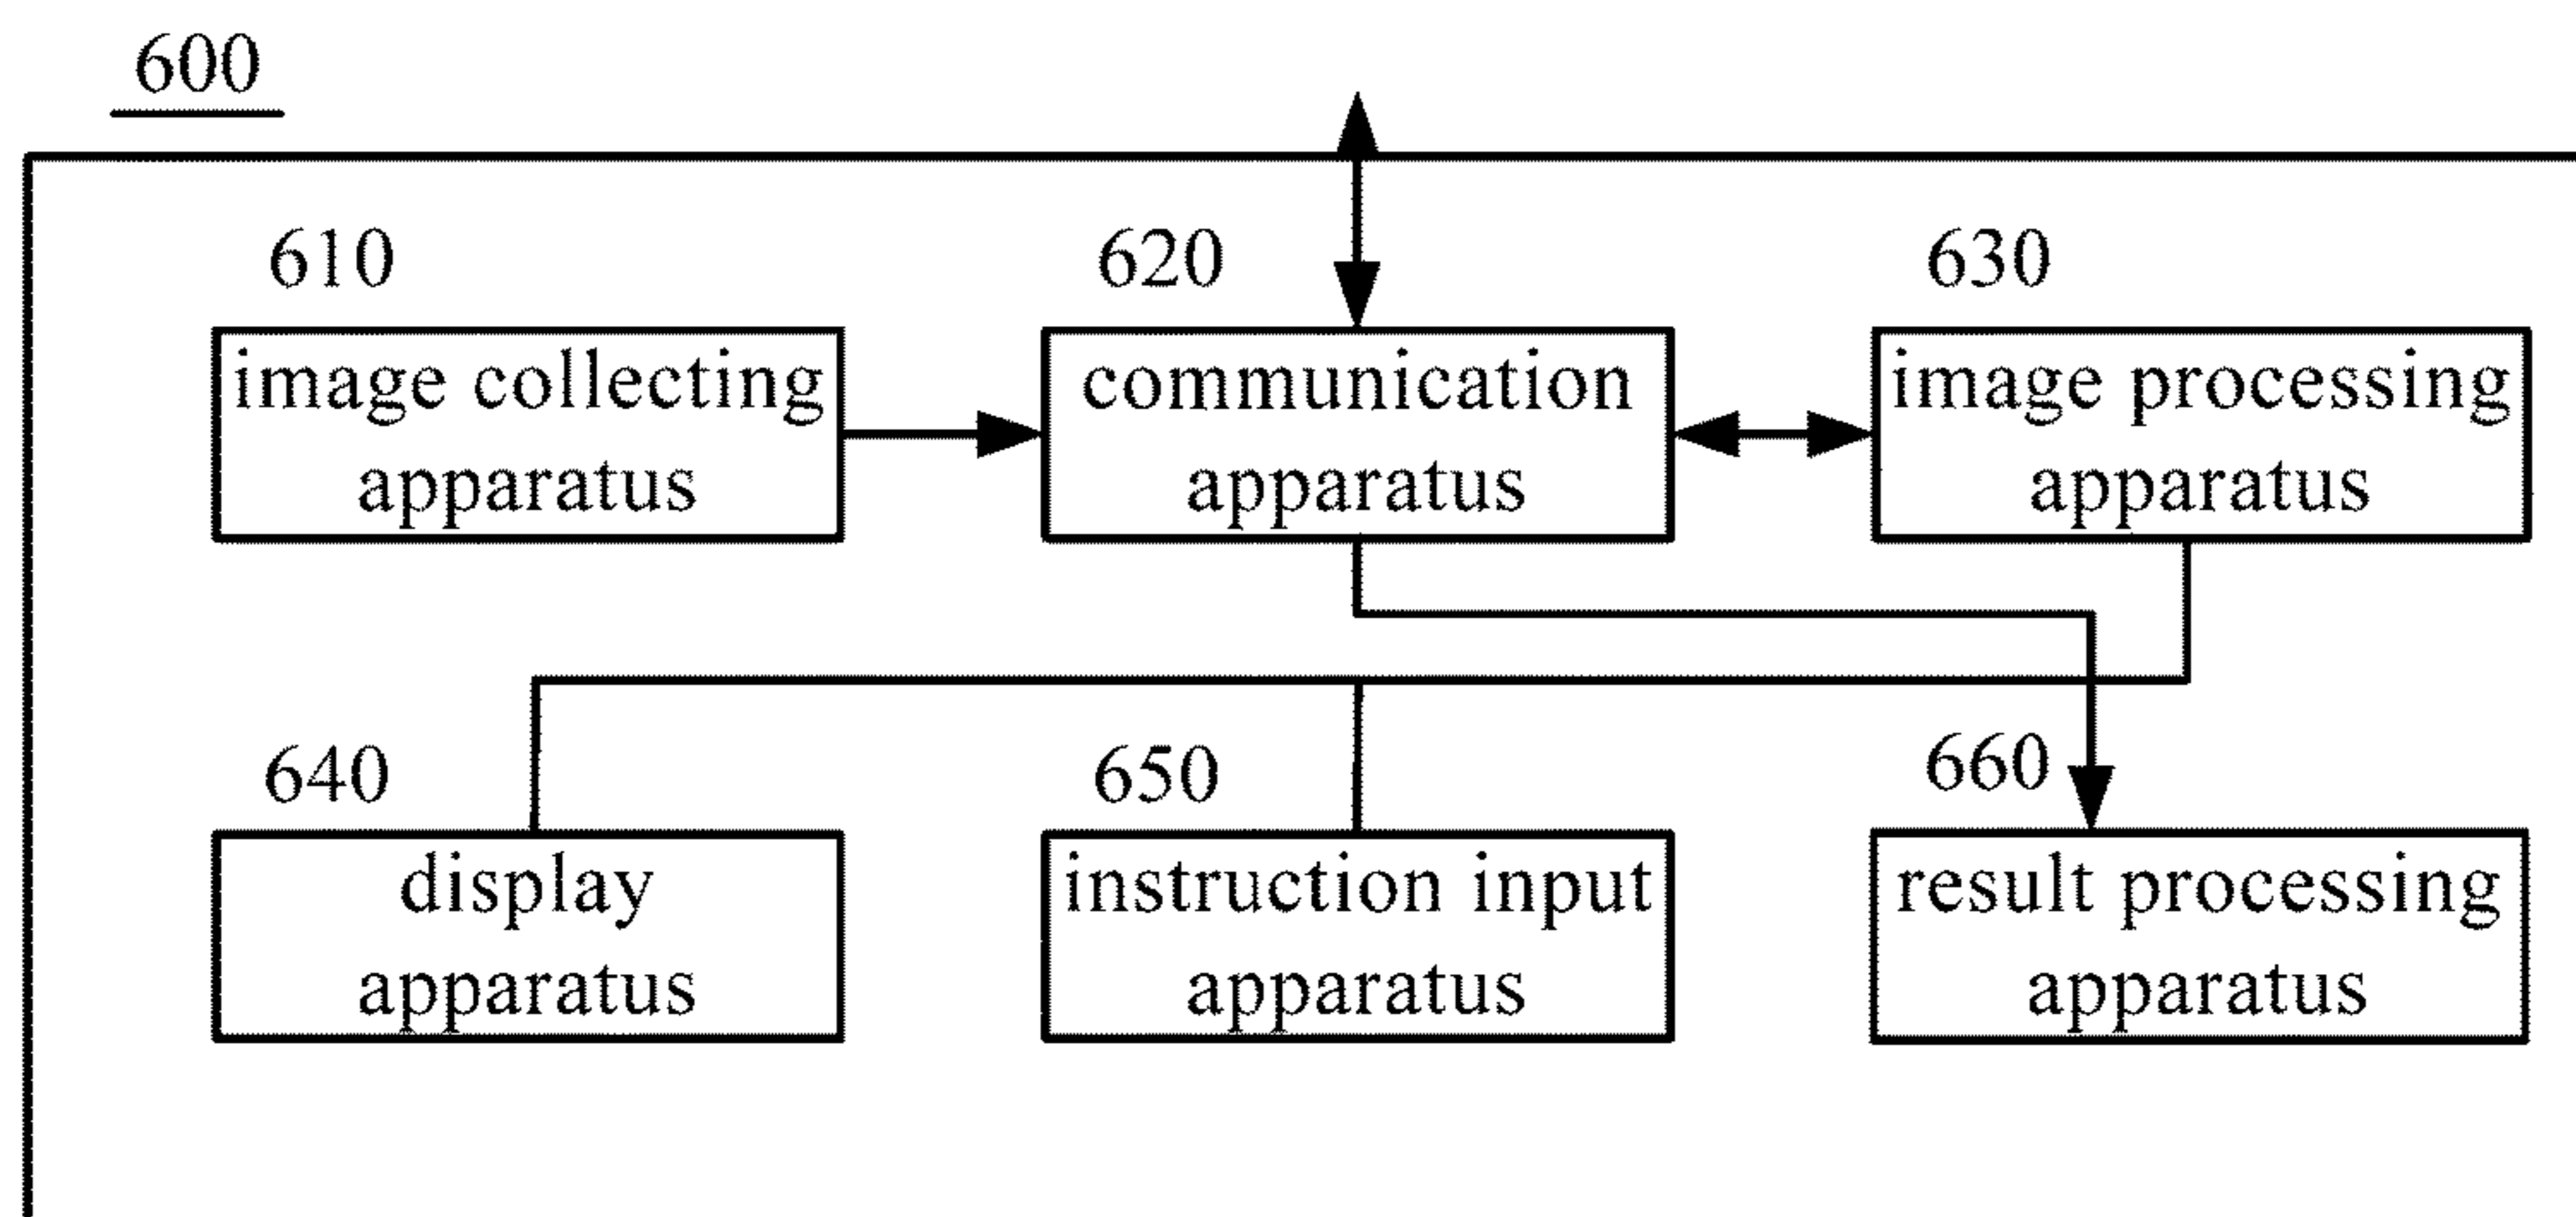 600
610
image collecting
apparatus
620
communication
apparatus
630
image processing
apparatus
640
display
apparatus
650
instruction input
apparatus
660
result processing
apparatus